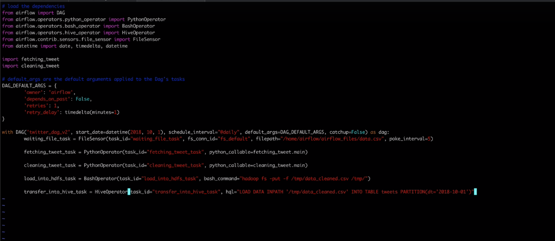 # load the dependencies
from airflow import DAG
from airflow.operators.python_operator import PythonOperator
from airflow.operators.bash_operator import BashOperator
from airflow.operators.hive_operator import HiveOperator
from airflow.contrib.sensors.file_sensor import FileSensor
from datetime import date, timedelta, datetime
import fetching_tweet
import cleaning_tweet
# default_args are the default arguments applied to the Dag's tasks
DAG_DEFAULT_ARGS = {
'owner': 'airflow',
'depends_on_past': False,
'retries': 1,
'retry_delay': timedelta(minutes=1)
}
with DAG('twitter_dag_v2', start_date=datetime(2018, 10, 1), schedule_interval="@daily", default_args=DAG_DEFAULT_ARGS, catchup=False) as dag:
waiting_file_task = FileSensor(task_id="waiting_file_task", fs_conn_id="fs_default", filepath="/home/airflow/airflow_files/data.csv", poke_interval=5)
fetching_tweet_task = PythonOperator(task_id="fetching_tweet_task", python_callable=fetching_tweet.main)
cleaning_tweet_task = PythonOperator(task_id="cleaning_tweet_task", python_callable=cleaning_tweet.main)
load_into_hdfs_task = BashOperator(task_id="load_into_hdfs_task", bash_command="hadoop fs -put -f /tmp/data_cleaned.csv /tmp/")
transfer_into_hive_task = HiveOperator(task_id="transfer_into_hive_task", hql="LOAD DATA INPATH '/tmp/data_cleaned.csv' INTO TABLE tweets PARTITION(dt='2018-10-01')")
~
~
~
~
~
~